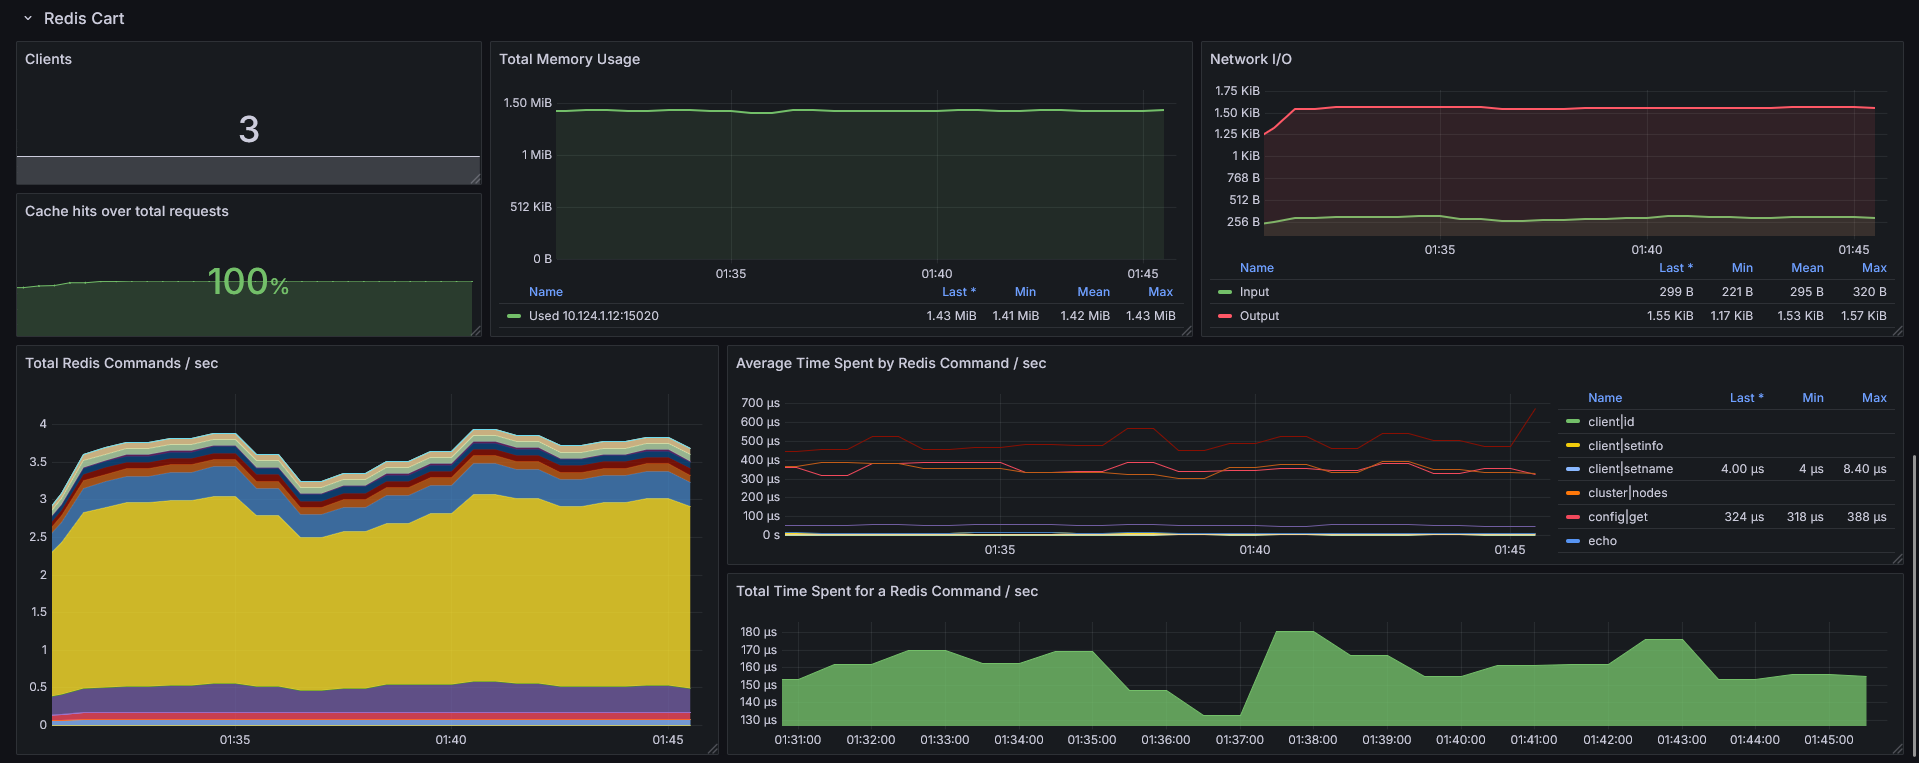 Redis Cart
Clients
3
Cache hits over total requests
100%
Total Memory Usage
1.50 MiB
1 MiB
512 KiB
0 B
01:35 01:40 01:45
Name Last * Min Mean Max
Used 10.124.1.12:15020 1.43 MiB 1.41 MiB 1.42 MiB 1.43 MiB
Network I/O
1.75 KiB
1.50 KiB
1.25 KiB
1 KiB
768 B
512 B
256 B
01:35 01:40 01:45
Name Last * Min Mean Max
Input 299 B 221 B 295 B 320 B
Output 1.55 KiB 1.17 KiB 1.53 KiB 1.57 KiB
Total Redis Commands / sec
4
3.5
3
2.5
2
1.5
1
0.5
0
01:35 01:40 01:45
Average Time Spent by Redis Command / sec
700 µs
600 µs
500 µs
400 µs
300 µs
200 µs
100 µs
0 s
01:35 01:40 01:45
Name Last * Min Max
client|id
client|setinfo
client|setname 4.00 µs 4 µs 8.40 µs
cluster|nodes
config|get 324 µs 318 µs 388 µs
echo
Total Time Spent for a Redis Command / sec
180 µs
170 µs
160 µs
150 µs
140 µs
130 µs
01:31:00 01:32:00 01:33:00 01:34:00 01:35:00 01:36:00 01:37:00 01:38:00 01:39:00 01:40:00 01:41:00 01:42:00 01:43:00 01:44:00 01:45:00